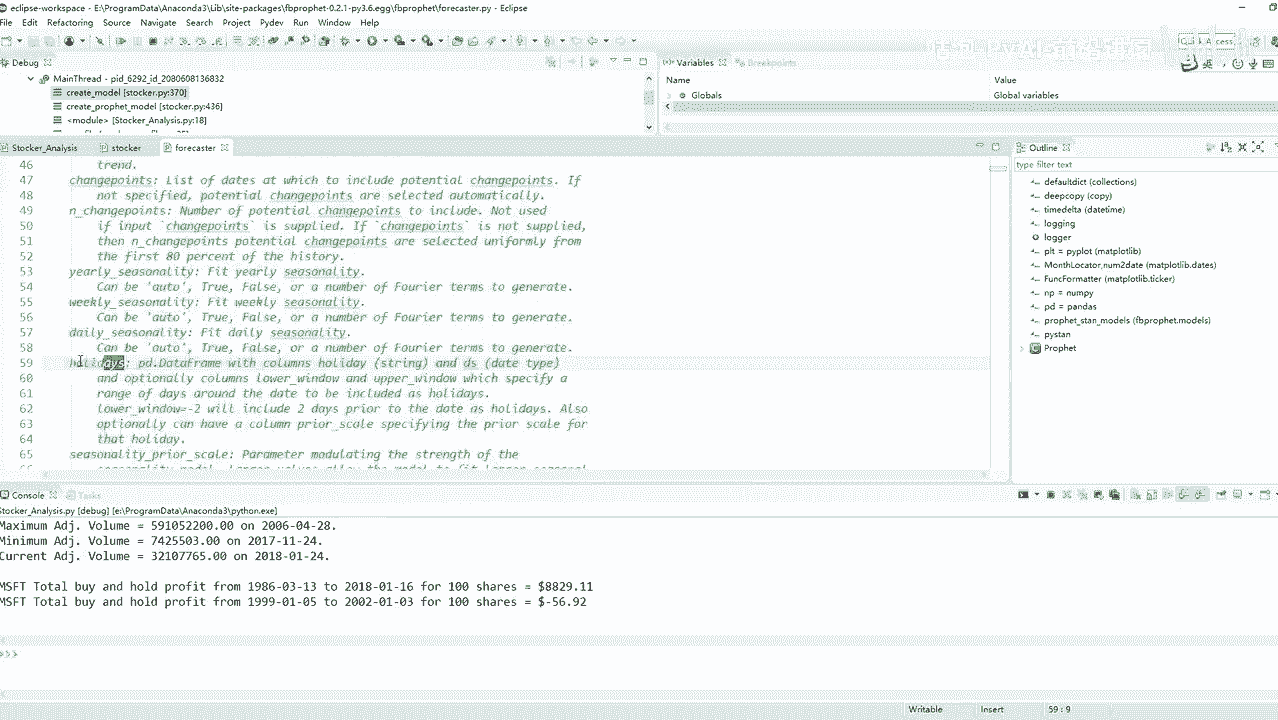 eclipse-workspace - E:\ProgramData\Anaconda3\Lib\site-packages\fbprophet-0.2.1-py3.6.egg\fbprophet\forecaster.py - Eclipse
File Edit Refactoring Source Navigate Search Project Pydev Run Window Help
Debug
MainThread - pid_6292_id_2080608136832
create_model [stocker.py:370]
create_prophet_model [stocker.py:436]
<module> [Stocker_Analysis.py:18]
Variables Breakpoints
Name Value
Globals Global variables
Stocker_Analysis stocker forecaster
46 trend.
47 changepoints: List of dates at which to include potential changepoints. If
48 not specified, potential changepoints are selected automatically.
49 n_changepoints: Number of potential changepoints to include. Not used
50 if input `changepoints` is supplied. If `changepoints` is not supplied,
51 then n_changepoints potential changepoints are selected uniformly from
52 the first 80 percent of the history.
53 yearly_seasonality: Fit yearly seasonality.
54 Can be 'auto', True, False, or a number of Fourier terms to generate.
55 weekly_seasonality: Fit weekly seasonality.
56 Can be 'auto', True, False, or a number of Fourier terms to generate.
57 daily_seasonality: Fit daily seasonality.
58 Can be 'auto', True, False, or a number of Fourier terms to generate.
59 holidays: pd.DataFrame with columns holiday (string) and ds (date type)
60 and optionally columns lower_window and upper_window which specify a
61 range of days around the date to be included as holidays.
62 lower_window=-2 will include 2 days prior to the date as holidays. Also
63 optionally can have a column prior_scale specifying the prior scale for
64 that holiday.
65 seasonality_prior_scale: Parameter modulating the strength of the
Outline
type filter text
defaultdict (collections)
deepcopy (copy)
timedelta (datetime)
logging
logger
plt = pyplot (matplotlib)
MonthLocator,num2date (matplotlib.dates)
FuncFormatter (matplotlib.ticker)
np = numpy
pd = pandas
prophet_stan_models (fbprophet.models)
pystan
Prophet
Console Tasks
Stocker_Analysis.py [debug] [e:\ProgramData\Anaconda3\python.exe]
Maximum Adj. Volume = 591052200.00 on 2006-04-28.
Minimum Adj. Volume = 7425503.00 on 2017-11-24.
Current Adj. Volume = 32107765.00 on 2018-01-24.
MSFT Total buy and hold profit from 1986-03-13 to 2018-01-16 for 100 shares = $8829.11
MSFT Total buy and hold profit from 1999-01-05 to 2002-01-03 for 100 shares = $-56.92
>>>
Writable Insert 59 : 9